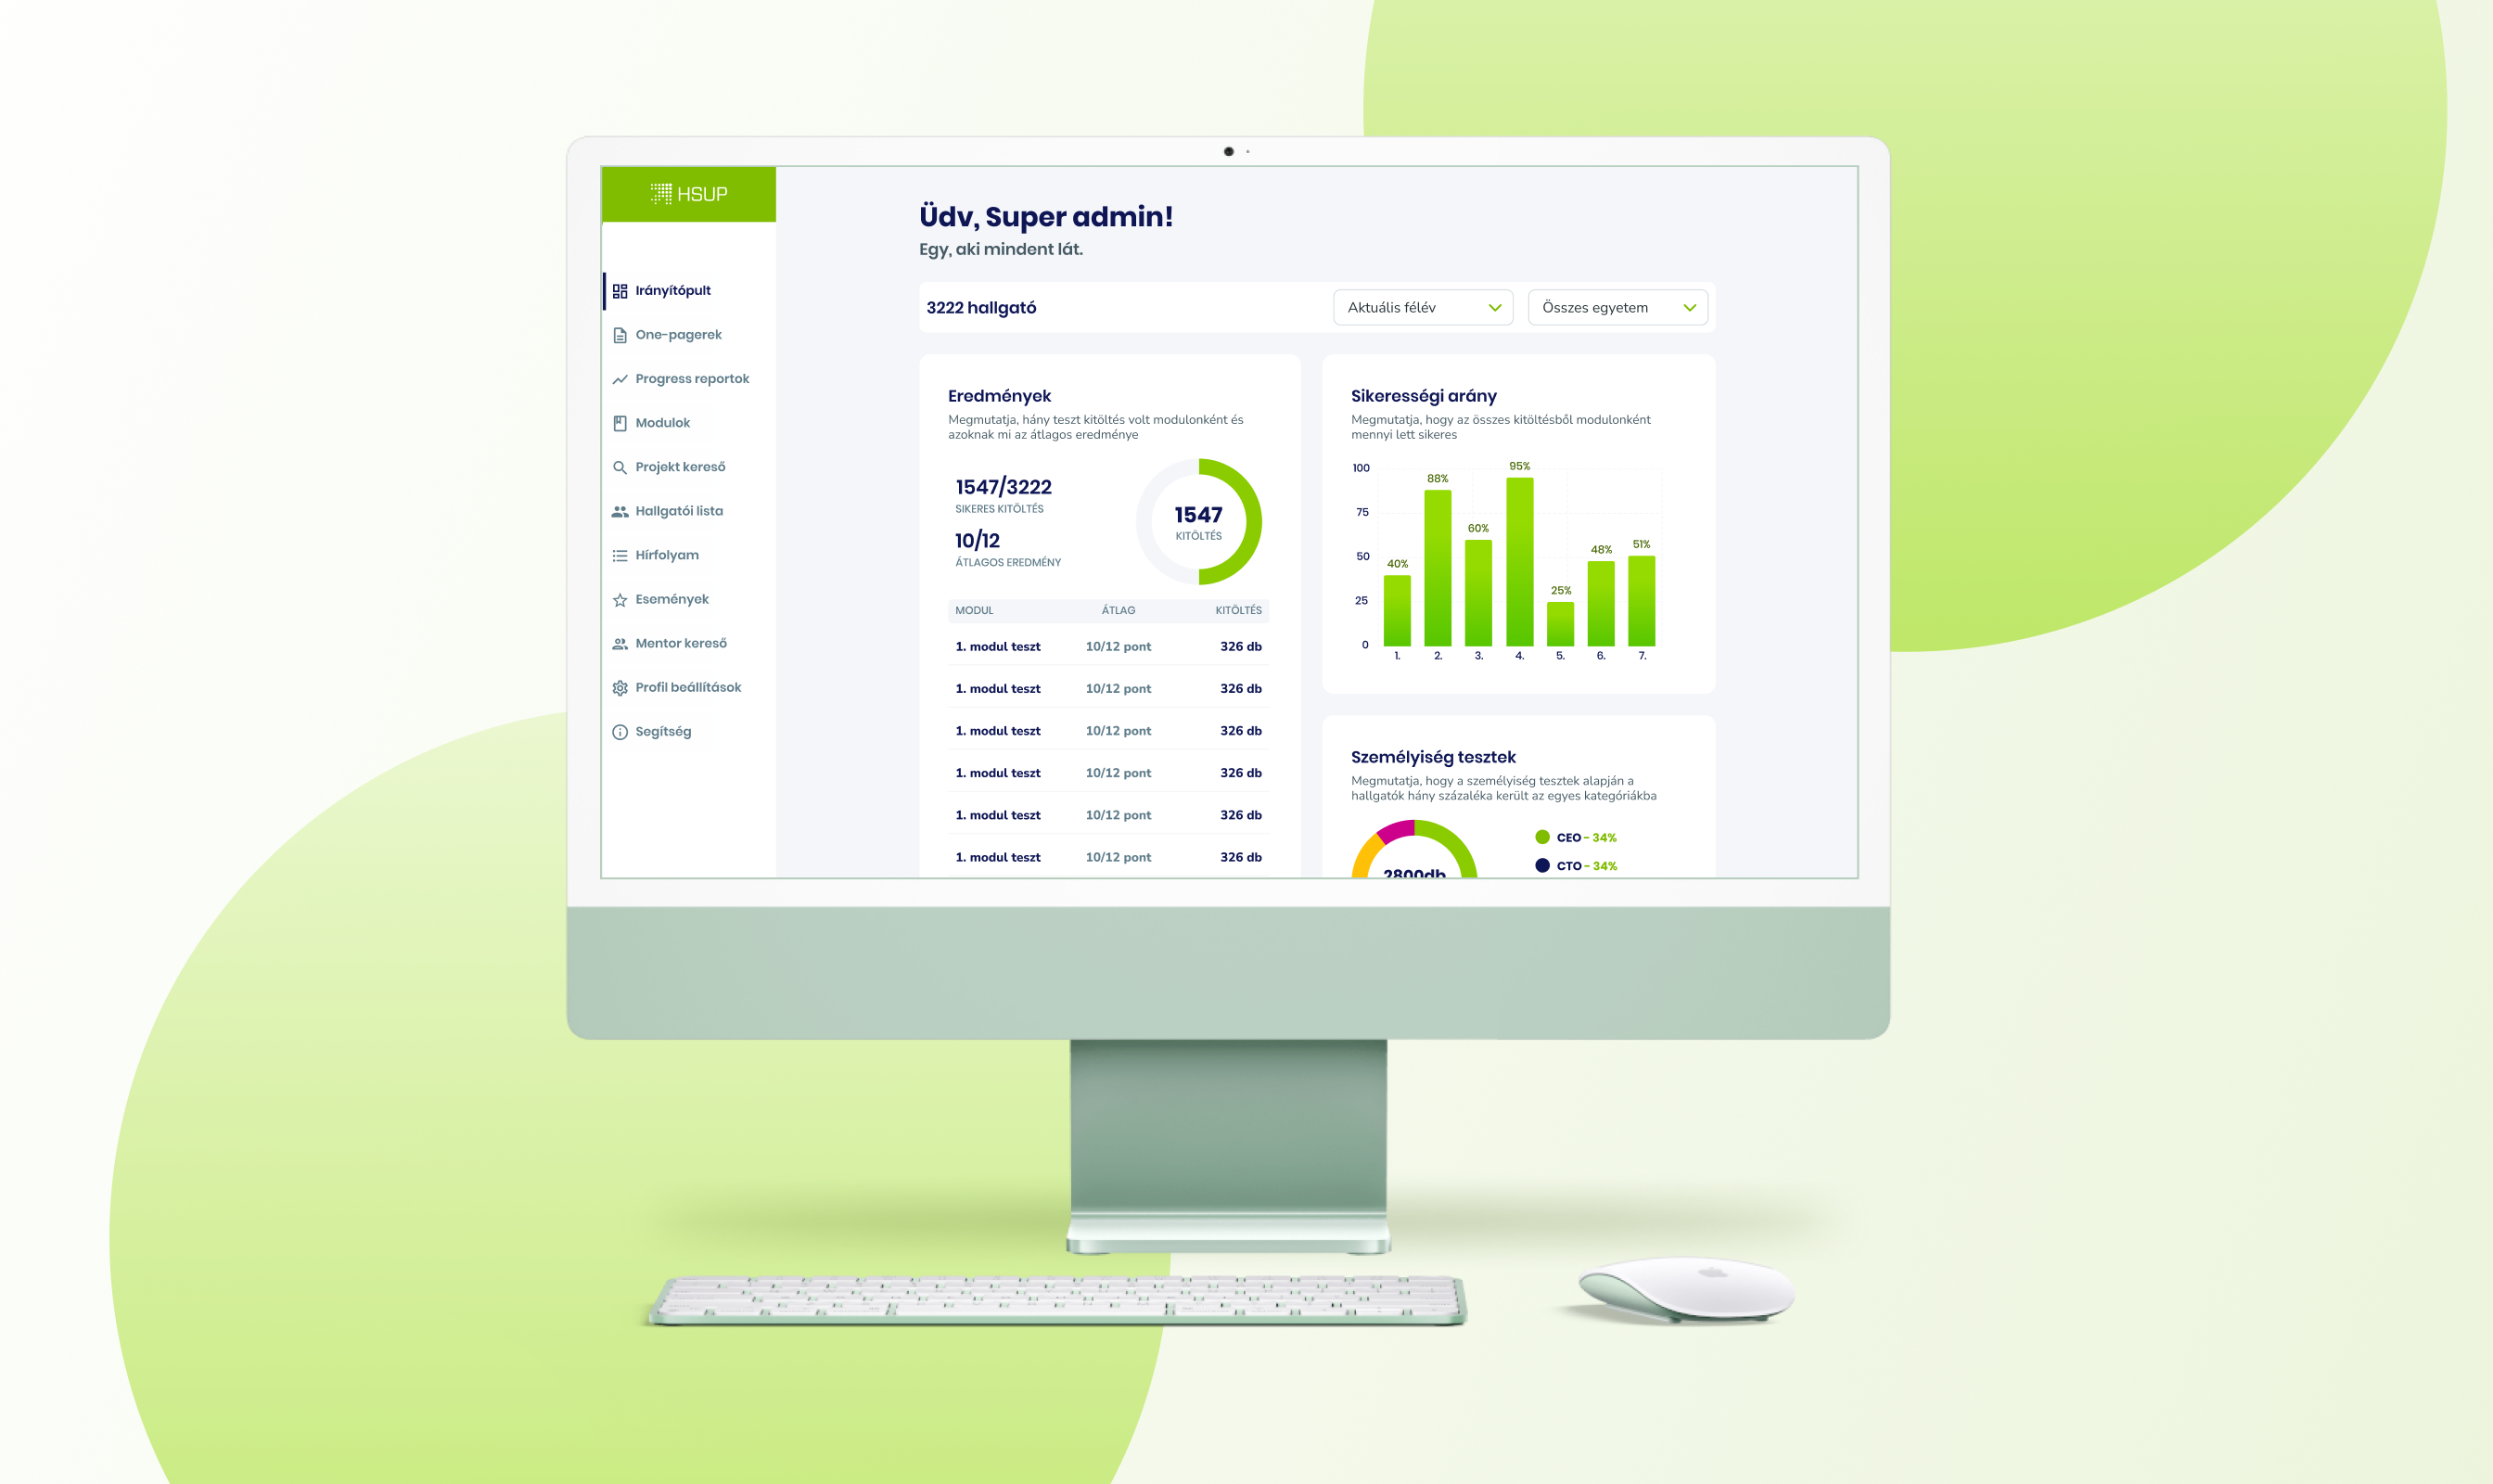 HSUP
Irányítópult
One-pagerek
Progress reportok
Modulok
Projekt kereső
Hallgatói lista
Hírfolyam
Események
Mentor kereső
Profil beállítások
Segítség
Üdv, Super admin!
Egy, aki mindent lát.
3222 hallgató
Aktuális félév
Összes egyetem
Eredmények
Megmutatja, hány teszt kitöltés volt modulonként és
azoknak mi az átlagos eredménye
1547/3222
SIKERES KITÖLTÉS
10/12
ÁTLAGOS EREDMÉNY
1547
KITÖLTÉS
MODUL ÁTLAG KITÖLTÉS
1. modul teszt 10/12 pont 326 db
1. modul teszt 10/12 pont 326 db
1. modul teszt 10/12 pont 326 db
1. modul teszt 10/12 pont 326 db
1. modul teszt 10/12 pont 326 db
1. modul teszt 10/12 pont 326 db
Sikerességi arány
Megmutatja, hogy az összes kitöltésből modulonként
mennyi lett sikeres
100
75
50
25
0
40%
88%
60%
95%
25%
48%
51%
1. 2. 3. 4. 5. 6. 7.
Személyiség tesztek
Megmutatja, hogy a személyiség tesztek alapján a
hallgatók hány százaléka került az egyes kategóriákba
2800db
CEO - 34%
CTO - 34%